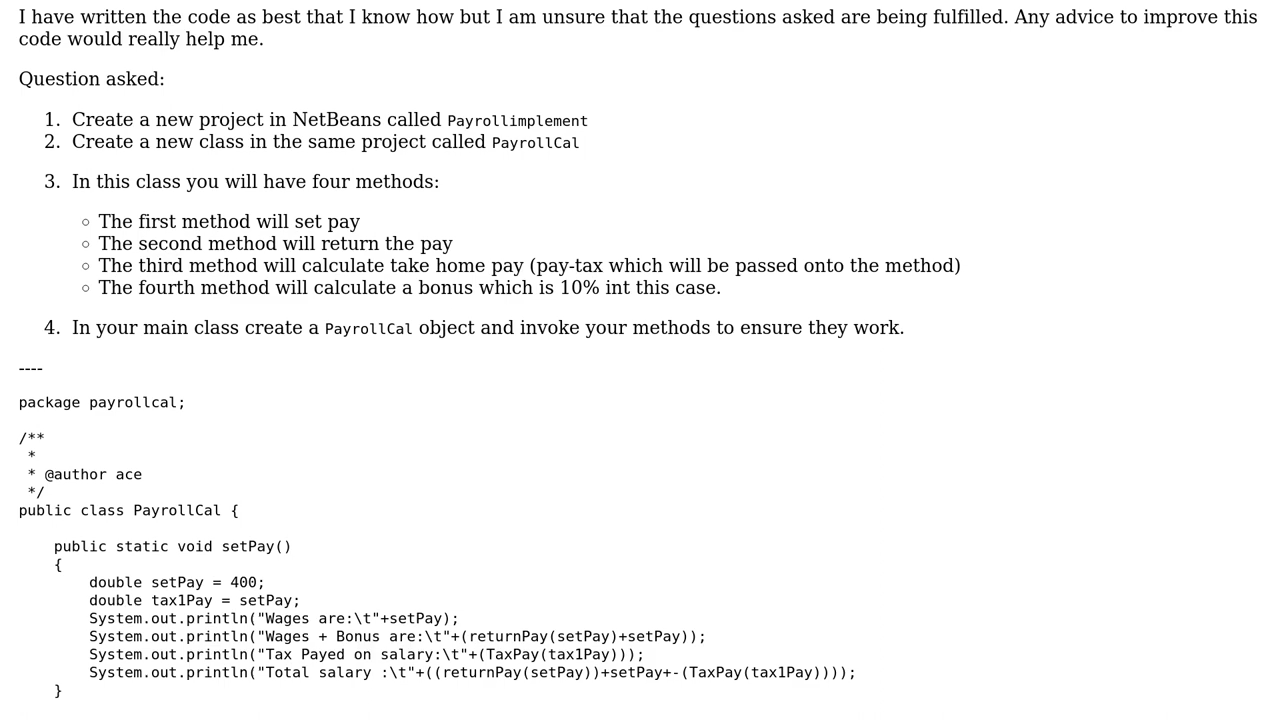 I have written the code as best that I know how but I am unsure that the questions asked are being fulfilled. Any advice to improve this
code would really help me.
Question asked:
1. Create a new project in NetBeans called Payrollimplement
2. Create a new class in the same project called PayrollCal
3. In this class you will have four methods:
○ The first method will set pay
○ The second method will return the pay
○ The third method will calculate take home pay (pay-tax which will be passed onto the method)
○ The fourth method will calculate a bonus which is 10% int this case.
4. In your main class create a PayrollCal object and invoke your methods to ensure they work.
----
package payrollcal;
/**
 *
 * @author ace
 */
public class PayrollCal {
    public static void setPay()
    {
        double setPay = 400;
        double tax1Pay = setPay;
        System.out.println("Wages are:\t"+setPay);
        System.out.println("Wages + Bonus are:\t"+(returnPay(setPay)+setPay));
        System.out.println("Tax Payed on salary:\t"+(TaxPay(tax1Pay)));
        System.out.println("Total salary :\t"+((returnPay(setPay))+setPay+-(TaxPay(tax1Pay))));
    }